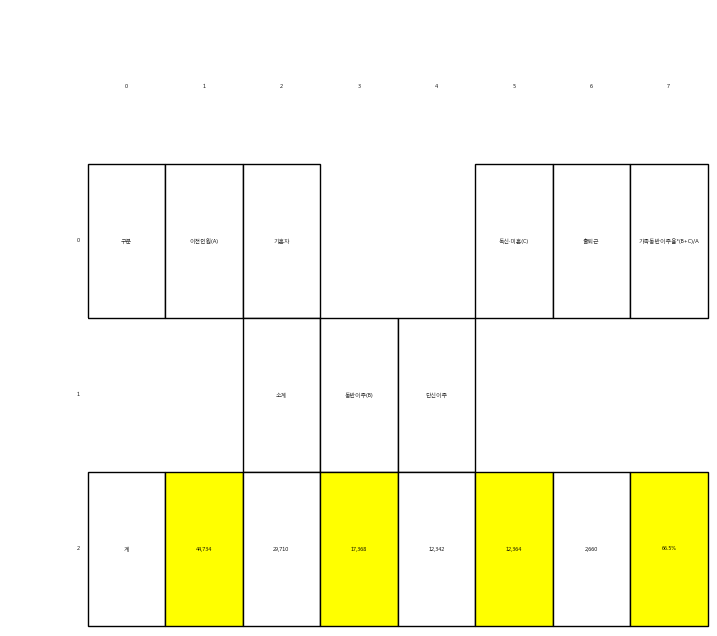 0 1 2 3 4 5 6 7
0 구분 이전인원(A) 기혼자 독신·미혼(C) 출퇴근 가족동반이주율*(B+C)/A
1 소계 동반이주(B) 단신이주
2 계 44,734 29,710 17,368 12,342 12,364 2,660 66.5%